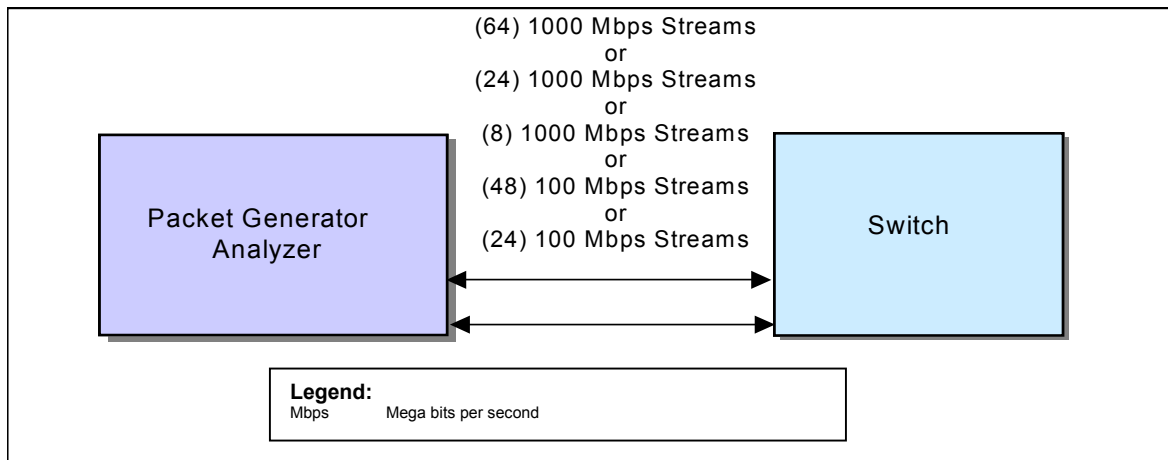 (64) 1000 Mbps Streams
or
(24) 1000 Mbps Streams
or
(8) 1000 Mbps Streams
or
(48) 100 Mbps Streams
or
(24) 100 Mbps Streams
Packet Generator
Analyzer
Switch
Legend:
Mbps Mega bits per second